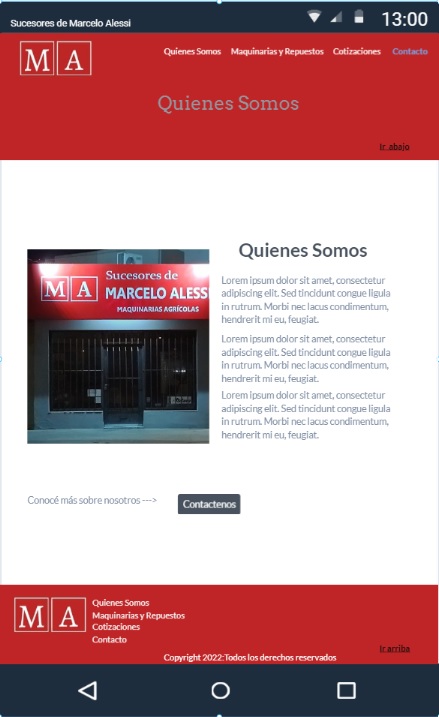 Sucesores de Marcelo Alessi
13:00
M A
Quienes Somos
Maquinarias y Repuestos
Cotizaciones
Contacto
Quienes Somos
Ir_abajo
Sucesores de
MA
MARCELO ALESS
MAQUINARIAS AGRÍCOLAS
Quienes Somos
Lorem ipsum dolor sit amet, consectetur
adipiscing elit. Sed tincidunt congue ligula
in rutrum. Morbi nec lacus condimentum,
hendrerit mi eu, feugiat.
Lorem ipsum dolor sit amet, consectetur
adipiscing elit. Sed tincidunt congue ligula
in rutrum. Morbi nec lacus condimentum,
hendrerit mi eu, feugiat.
Lorem ipsum dolor sit amet, consectetur
adipiscing elit. Sed tincidunt congue ligula
in rutrum. Morbi nec lacus condimentum,
hendrerit mi eu, feugiat.
Conocé más sobre nosotros --->
Contactenos
M A
Quienes Somos
Maquinarias y Repuestos
Cotizaciones
Contacto
Ir.arriba
Copyright 2022:Todos los derechos reservados